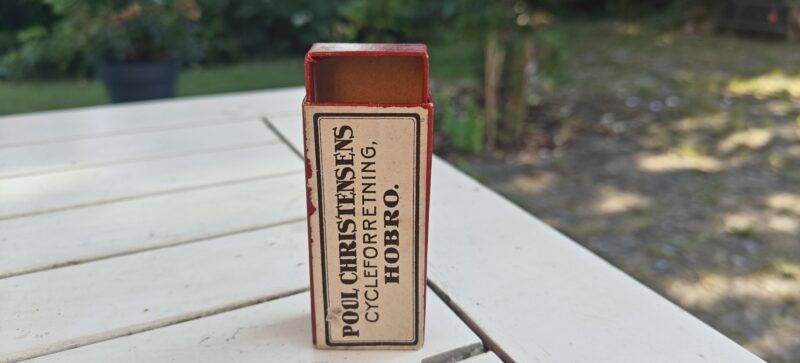 POUL CHRISTENSENS
CYCLEFORRETNING,
HOBRO.